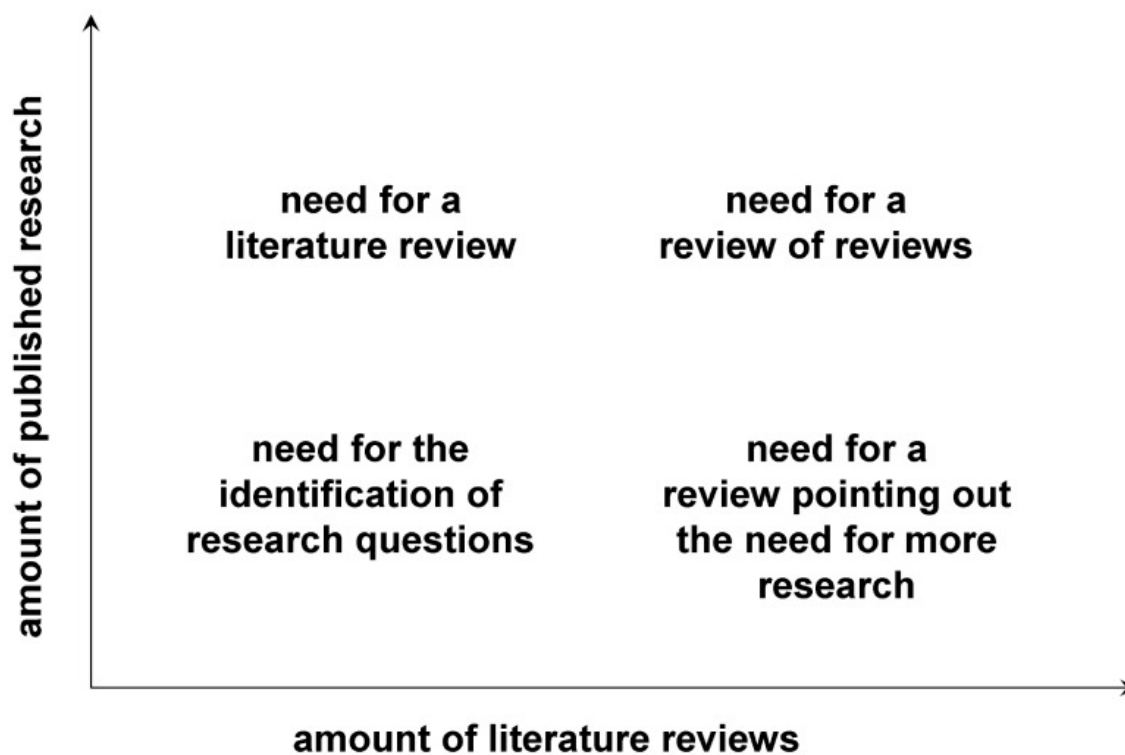 amount of published research
need for a
literature review
need for a
review of reviews
need for the
identification of
research questions
need for a
review pointing out
the need for more
research
amount of literature reviews